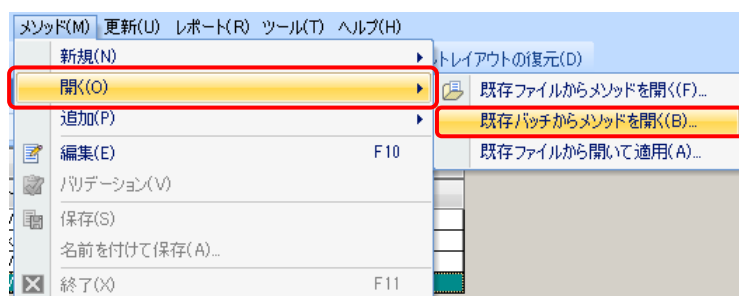 メソッド(M) 更新(U) レポート(R) ツール(T) ヘルプ(H)
新規(N)
トレイアウトの復元(D)
開く(O)
既存ファイルからメソッドを開く(F)...
追加(P)
既存バッチからメソッドを開く(B)...
編集(E) F10
既存ファイルから開いて適用(A)...
バリデーション(V)
保存(S)
名前を付けて保存(A)...
終了(X) F11